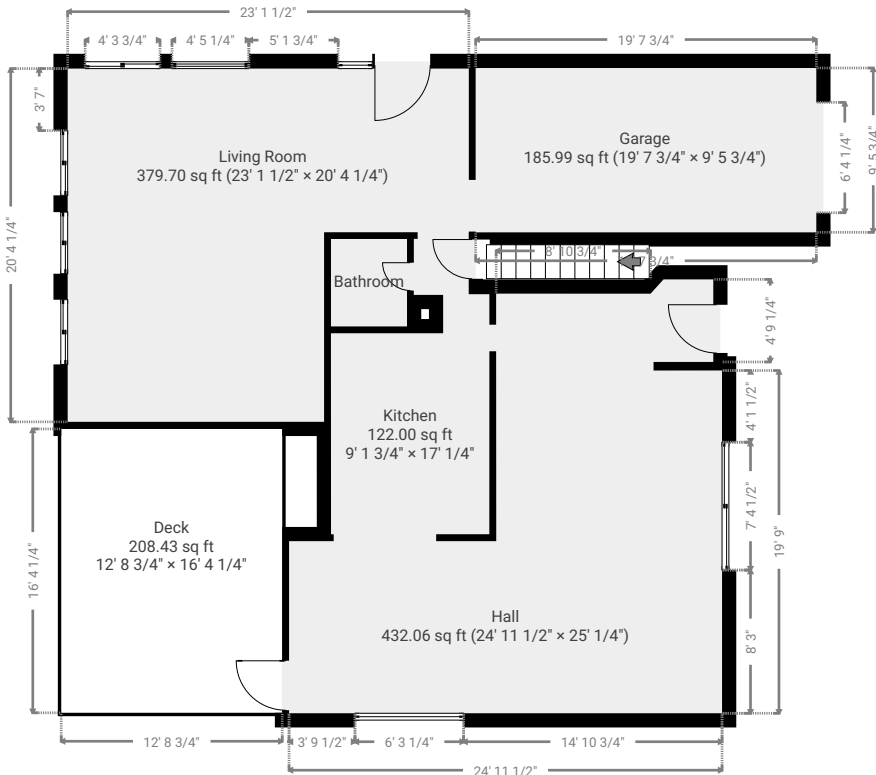 23' 1 1/2"
4' 3 3/4"
4' 5 1/4"
5' 1 3/4"
19' 7 3/4"
3' 7"
20' 4 1/4"
Living Room
379.70 sq ft (23' 1 1/2" × 20' 4 1/4")
Garage
185.99 sq ft (19' 7 3/4" × 9' 5 3/4")
6' 4 1/4"
9' 5 3/4"
8' 10 3/4"
7 3/4"
Bathroom
4' 9 1/4"
Kitchen
122.00 sq ft
9' 1 3/4" × 17' 1/4"
4' 1 1/2"
7' 4 1/2"
19' 9"
8' 3"
Deck
208.43 sq ft
12' 8 3/4" × 16' 4 1/4"
16' 4 1/4"
Hall
432.06 sq ft (24' 11 1/2" × 25' 1/4")
12' 8 3/4"
3' 9 1/2"
6' 3 1/4"
14' 10 3/4"
24' 11 1/2"